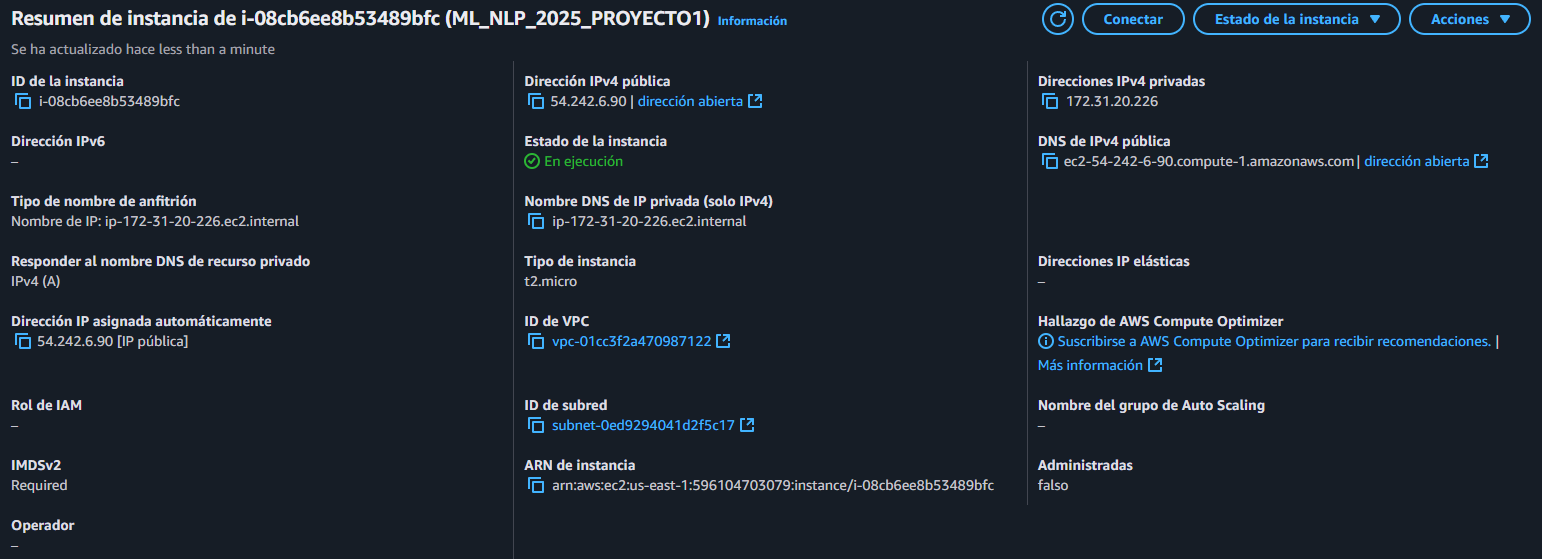 Resumen de instancia de i-08cb6ee8b53489bfc (ML_NLP_2025_PROYECTO1) Información
Conectar
Estado de la instancia
Acciones
Se ha actualizado hace less than a minute
ID de la instancia
i-08cb6ee8b53489bfc
Dirección IPv4 pública
54.242.6.90 | dirección abierta
Direcciones IPv4 privadas
172.31.20.226
Dirección IPv6
–
Estado de la instancia
En ejecución
DNS de IPv4 pública
ec2-54-242-6-90.compute-1.amazonaws.com | dirección abierta
Tipo de nombre de anfitrión
Nombre de IP: ip-172-31-20-226.ec2.internal
Nombre DNS de IP privada (solo IPv4)
ip-172-31-20-226.ec2.internal
Responder al nombre DNS de recurso privado
IPv4 (A)
Tipo de instancia
t2.micro
Direcciones IP elásticas
–
Dirección IP asignada automáticamente
54.242.6.90 [IP pública]
ID de VPC
vpc-01cc3f2a470987122
Hallazgo de AWS Compute Optimizer
Suscribirse a AWS Compute Optimizer para recibir recomendaciones. |
Más información
Rol de IAM
–
ID de subred
subnet-0ed9294041d2f5c17
Nombre del grupo de Auto Scaling
–
IMDSv2
Required
ARN de instancia
arn:aws:ec2:us-east-1:596104703079:instance/i-08cb6ee8b53489bfc
Administradas
falso
Operador
–